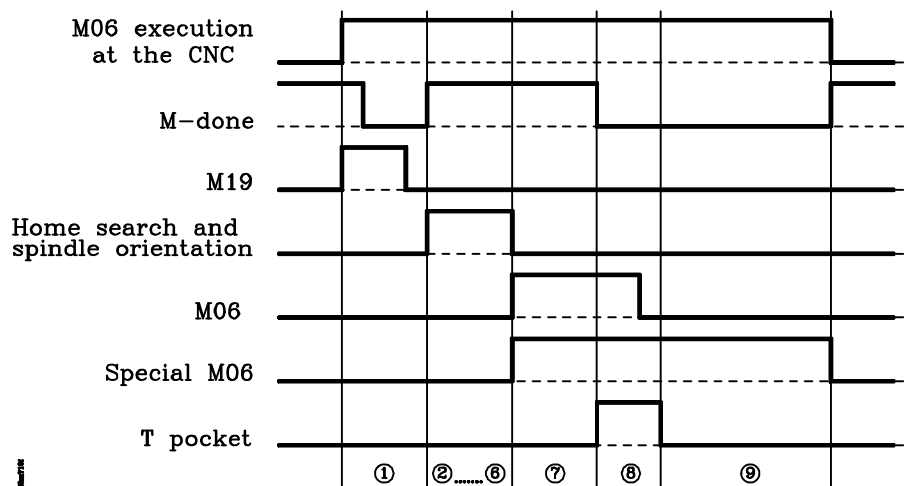 M06 execution
at the CNC
M-done
M19
Home search and
spindle orientation
M06
Special M06
T pocket
① ②.......⑥ ⑦ ⑧ ⑨